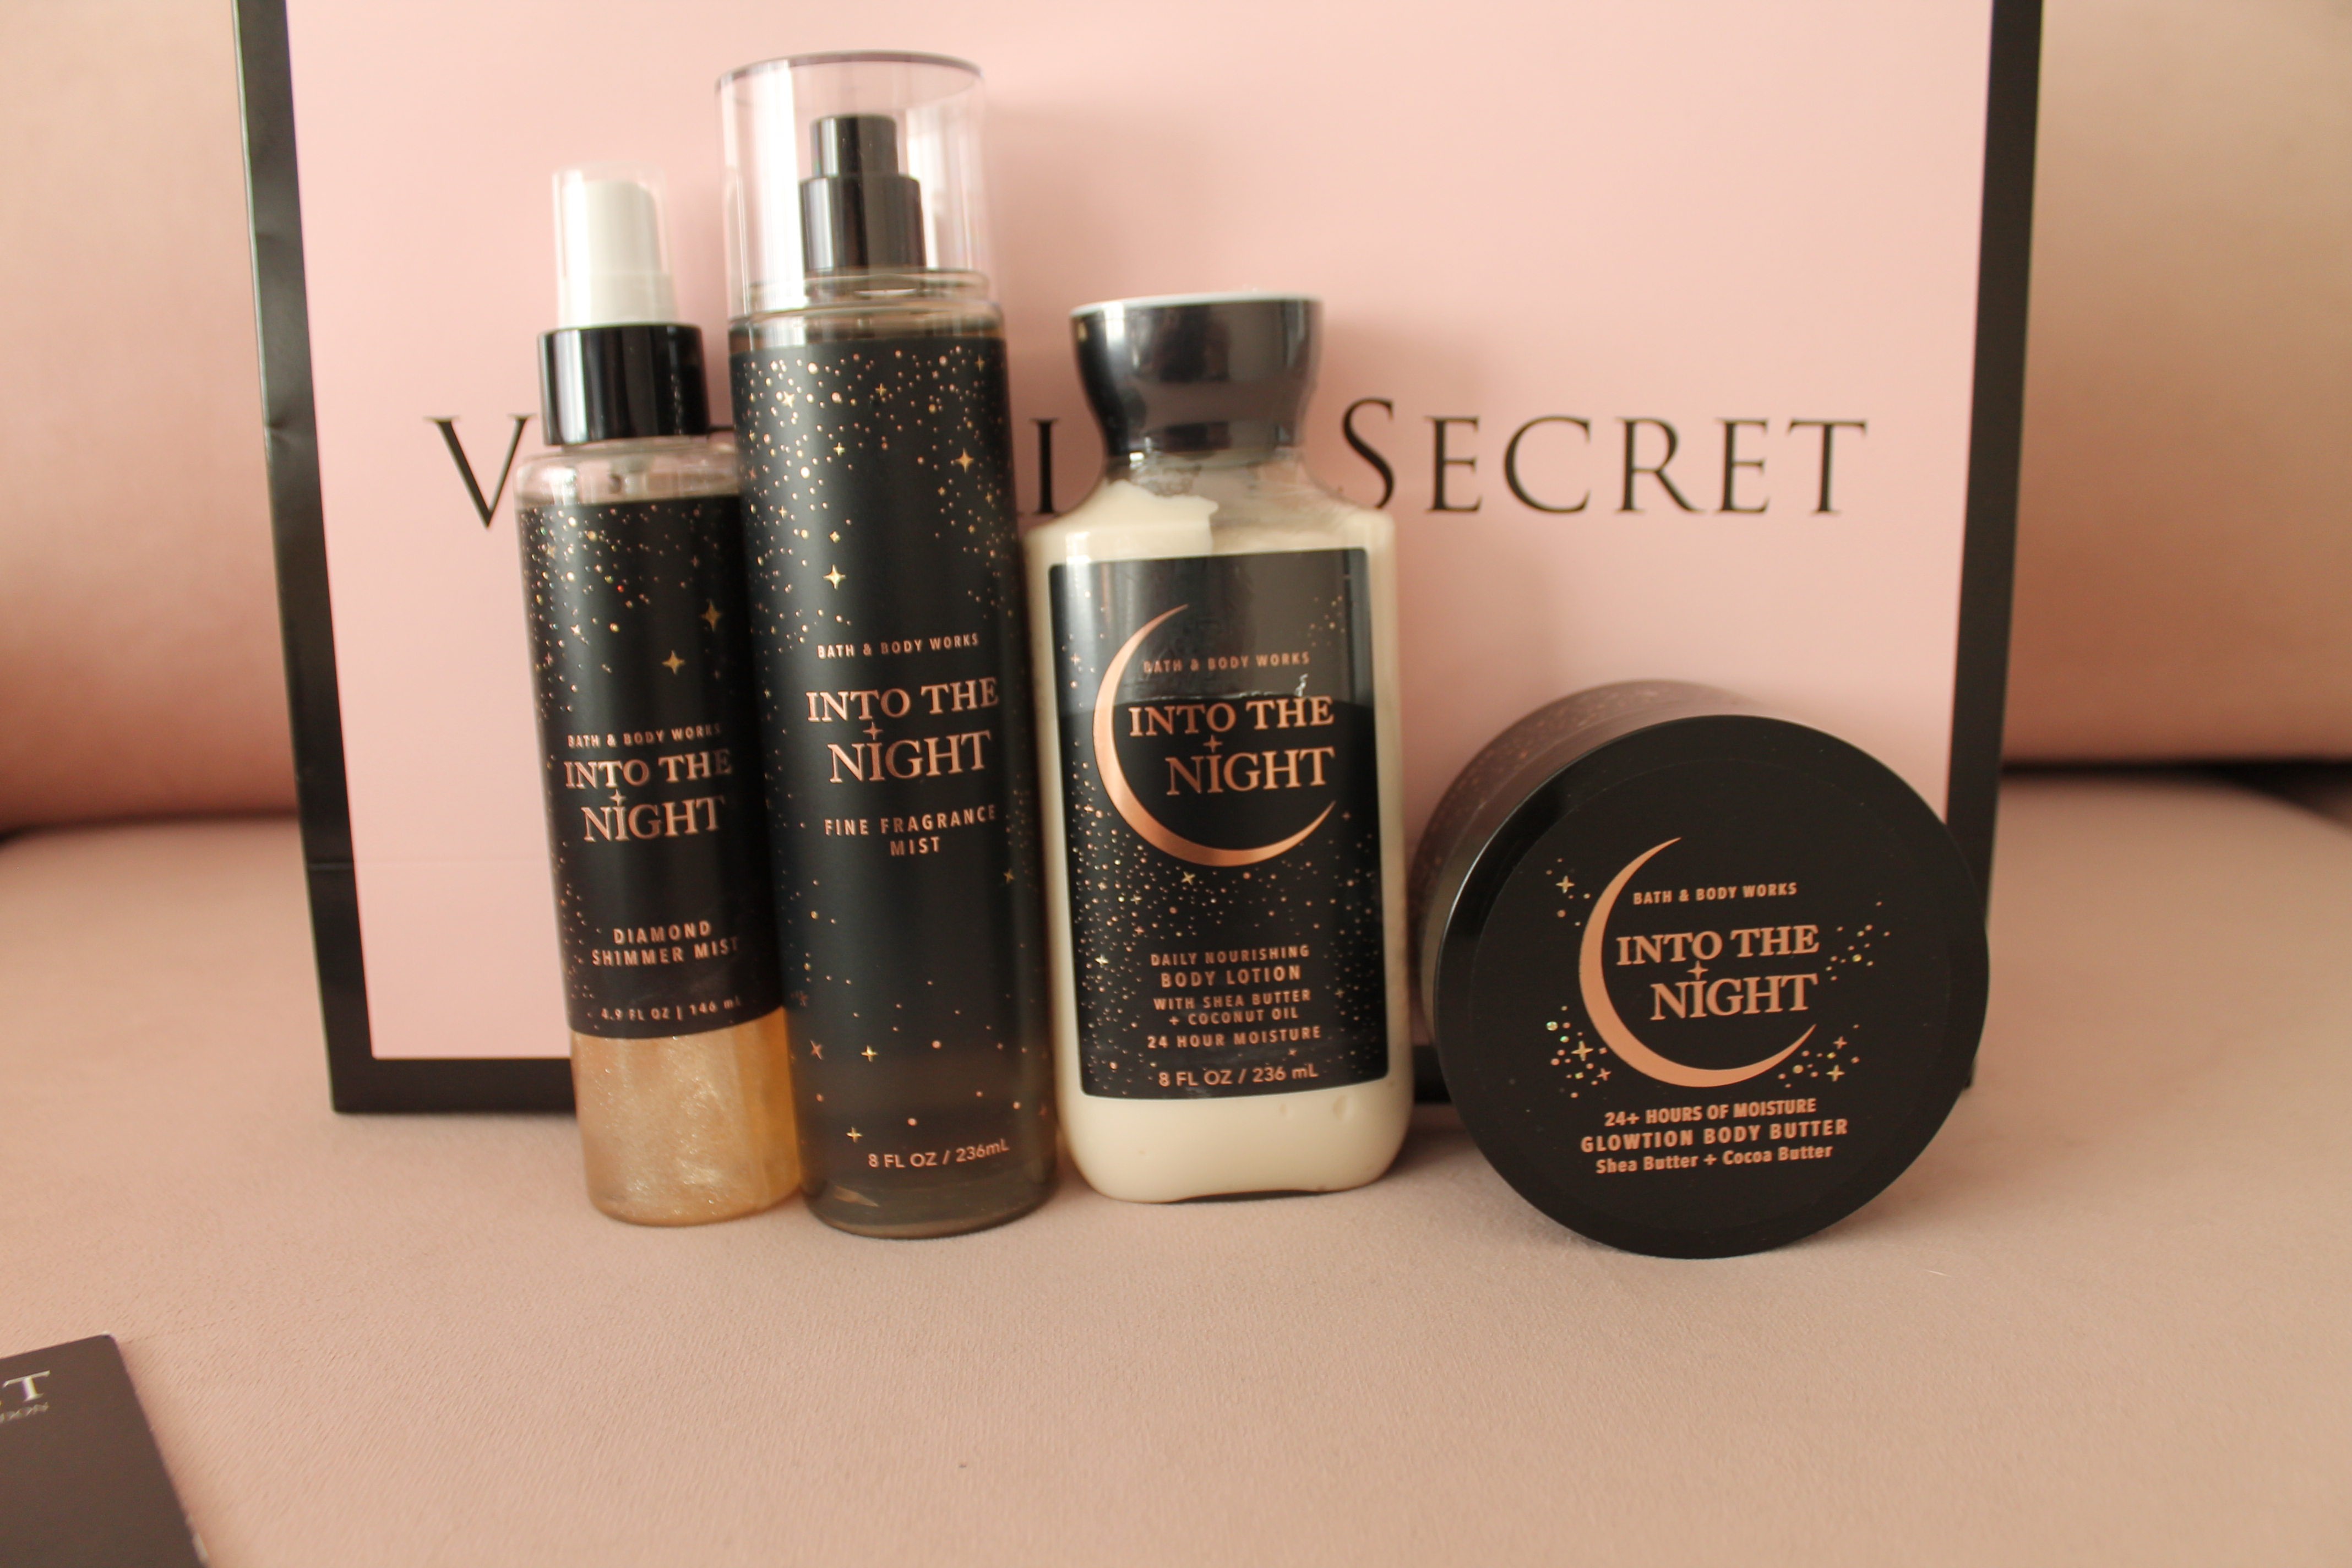 SECRET
BATH & BODY WORKS
INTO THE
NIGHT
DIAMOND
SHIMMER MIST
4.9 FL OZ | 146 mL
BATH & BODY WORKS
INTO THE
NIGHT
FINE FRAGRANCE
MIST
8 FL OZ / 236mL
BATH & BODY WORKS
INTO THE
NIGHT
DAILY NOURISHING
BODY LOTION
WITH SHEA BUTTER
+ COCONUT OIL
24 HOUR MOISTURE
8 FL OZ / 236 mL
BATH & BODY WORKS
INTO THE
NIGHT
24+ HOURS OF MOISTURE
GLOWTION BODY BUTTER
Shea Butter + Cocoa Butter